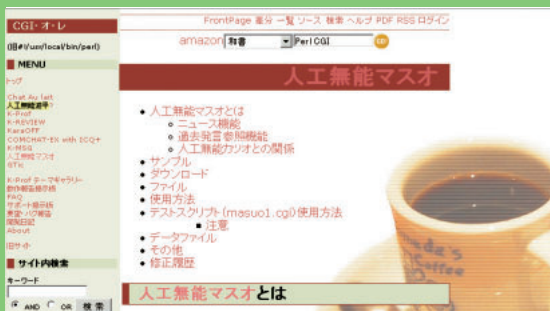 CGI・オ・レ
FrontPage 差分 一覧 ソース 検索 ヘルプ PDF RSS ログイン
amazon 和書 Perl CGI GO!
(旧#!/usr/local/bin/perl)
MENU
トップ
Chat Au lait
人工無能遊甲
K-Prof
K-REVIEW
KaraOFF
COMCHAT-EX with ICQ+
K-MSG
人工無能マスオ
K-Prof テーマギャラリー
動作報告掲示板
FAQ
サポート掲示板
要望・バグ報告
開発日記
About
旧サイト
サイト内検索
キーワード
AND OR 検索
人工無能マスオ
人工無能マスオとは
ニュース機能
過去発言参照機能
人工無能カツオとの関係
サンプル
ダウンロード
ファイル
使用方法
テストスクリプト(masuo1.cgi)使用方法
注意
データファイル
その他
修正履歴
人工無能マスオとは
Coffee